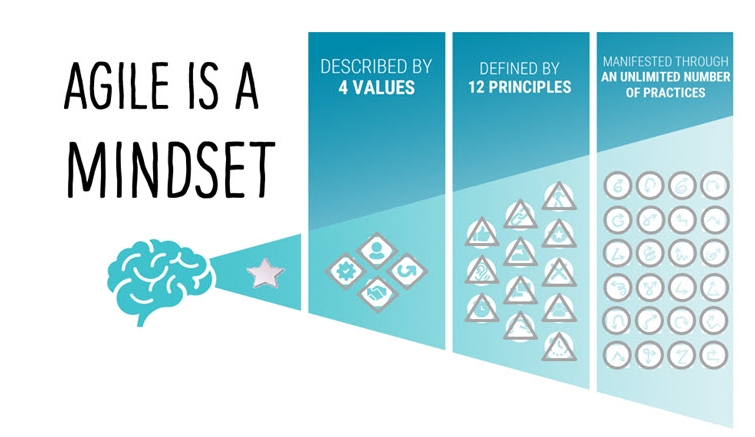 AGILE IS A
MINDSET
DESCRIBED BY
4 VALUES
DEFINED BY
12 PRINCIPLES
MANIFESTED THROUGH
AN UNLIMITED NUMBER
OF PRACTICES